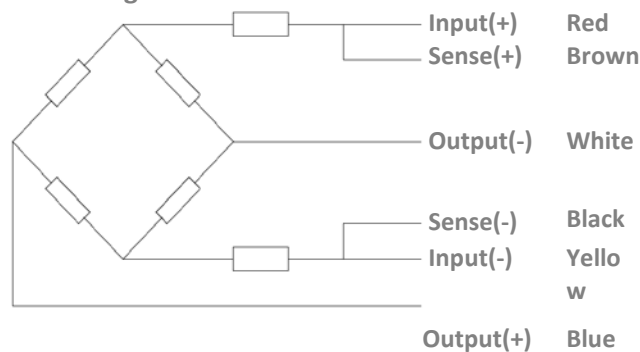 Input(+) Red
Sense(+) Brown
Output(-) White
Sense(-) Black
Input(-) Yello
w
Output(+) Blue